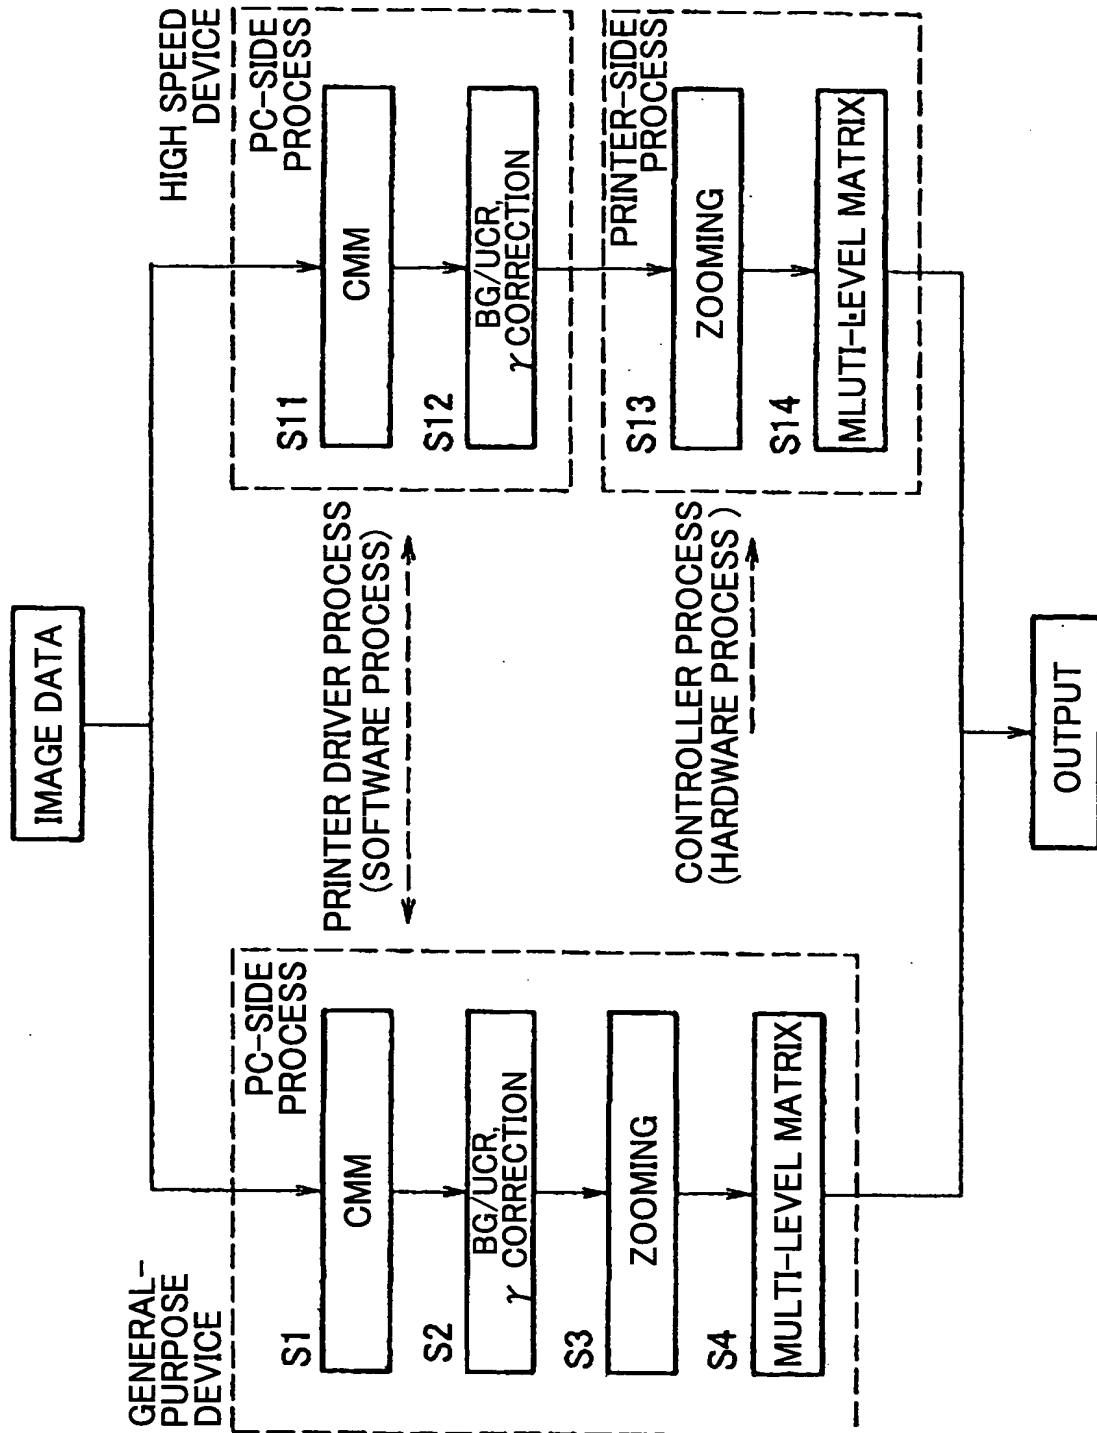 IMAGE DATA
GENERAL-
PURPOSE
DEVICE
PC-SIDE
PROCESS
S1
CMM
S2
BG/UCR,
γ CORRECTION
S3
ZOOMING
S4
MULTI-LEVEL MATRIX
PRINTER DRIVER PROCESS
(SOFTWARE PROCESS)
CONTROLLER PROCESS
(HARDWARE PROCESS )
HIGH SPEED
DEVICE
PC-SIDE
PROCESS
S11
CMM
S12
BG/UCR,
γ CORRECTION
PRINTER-SIDE
PROCESS
S13
ZOOMING
S14
MLUTI-LEVEL MATRIX
OUTPUT